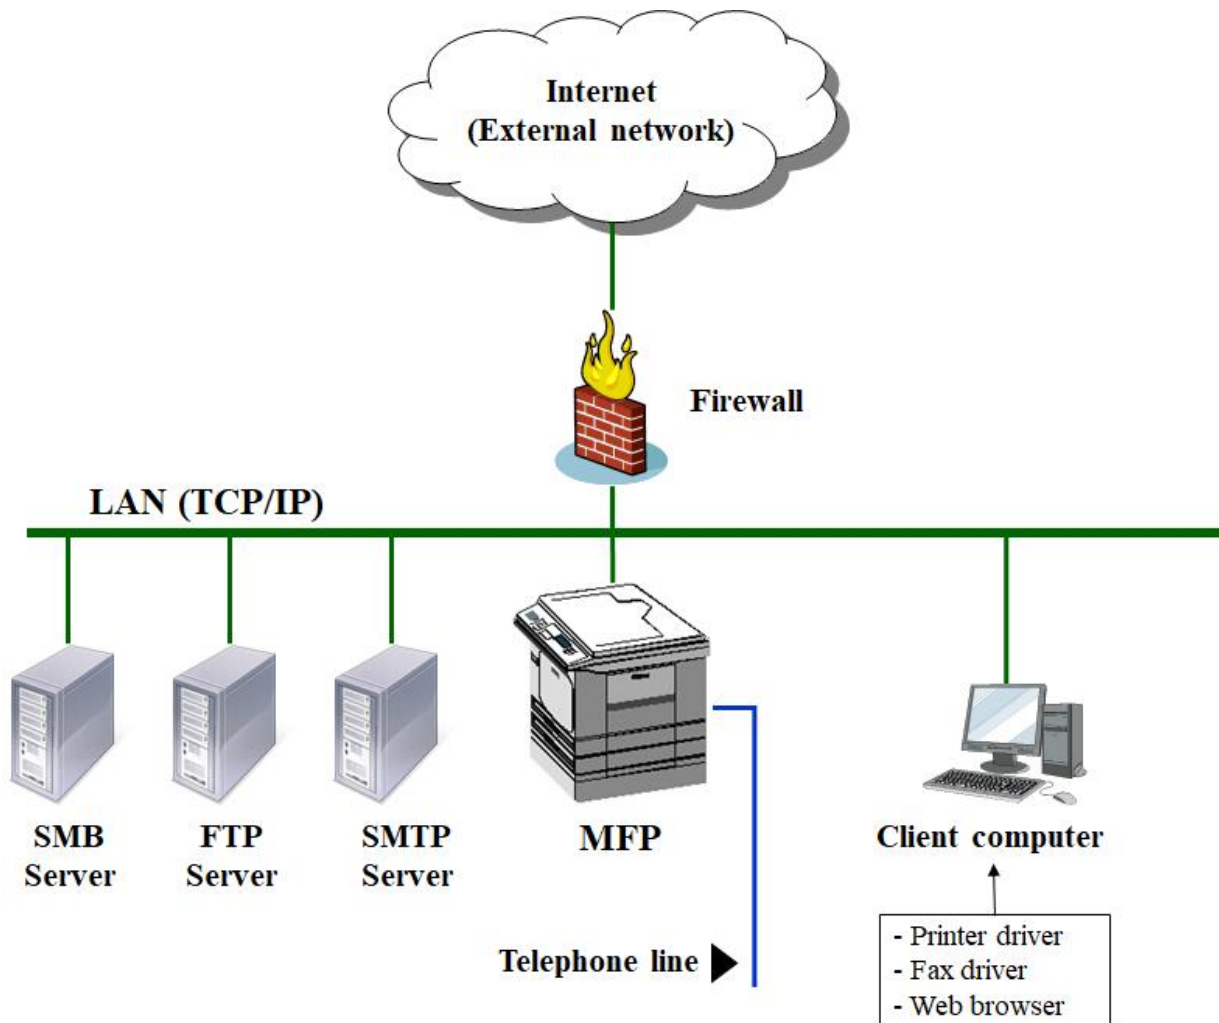 Internet
(External network)
Firewall
LAN (TCP/IP)
SMB
Server
FTP
Server
SMTP
Server
MFP
Client computer
Telephone line
- Printer driver
- Fax driver
- Web browser